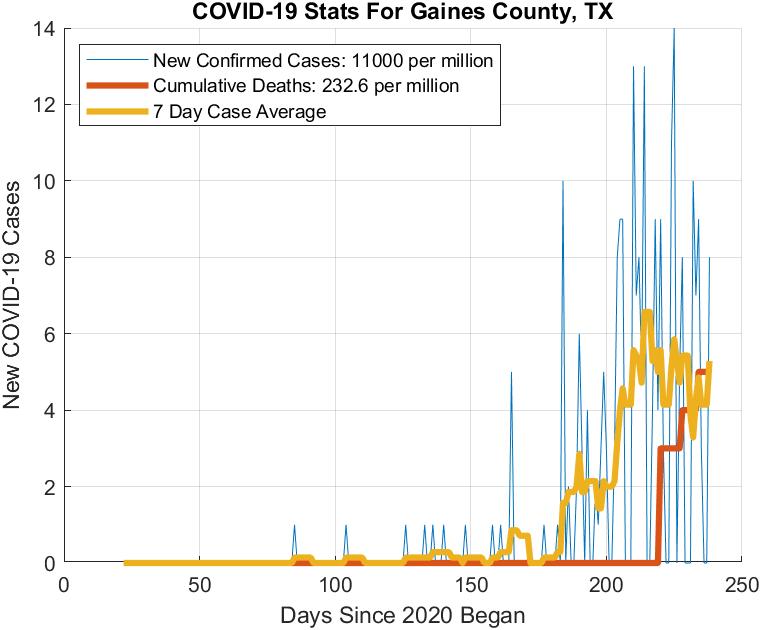 COVID-19 Stats For Gaines County, TX
New Confirmed Cases: 11000 per million
Cumulative Deaths: 232.6 per million
7 Day Case Average
New COVID-19 Cases
14
12
10
8
6
4
2
0
0 50 100 150 200 250
Days Since 2020 Began